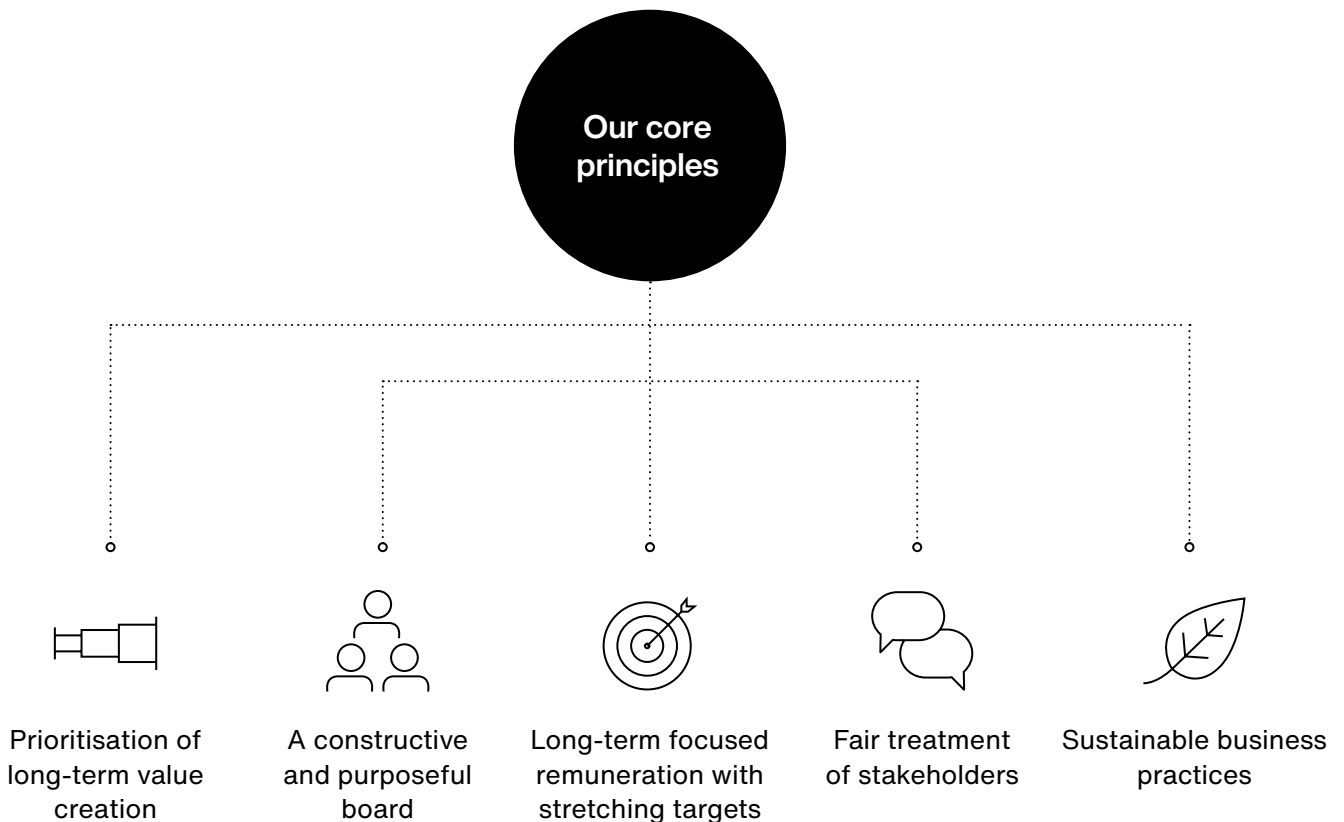 Our core
principles
Prioritisation of
long-term value
creation
A constructive
and purposeful
board
Long-term focused
remuneration with
stretching targets
Fair treatment
of stakeholders
Sustainable business
practices